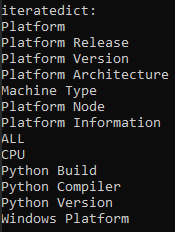 iteratedict:
Platform
Platform Release
Platform Version
Platform Architecture
Machine Type
Platform Node
Platform Information
ALL
CPU
Python Build
Python Compiler
Python Version
Windows Platform